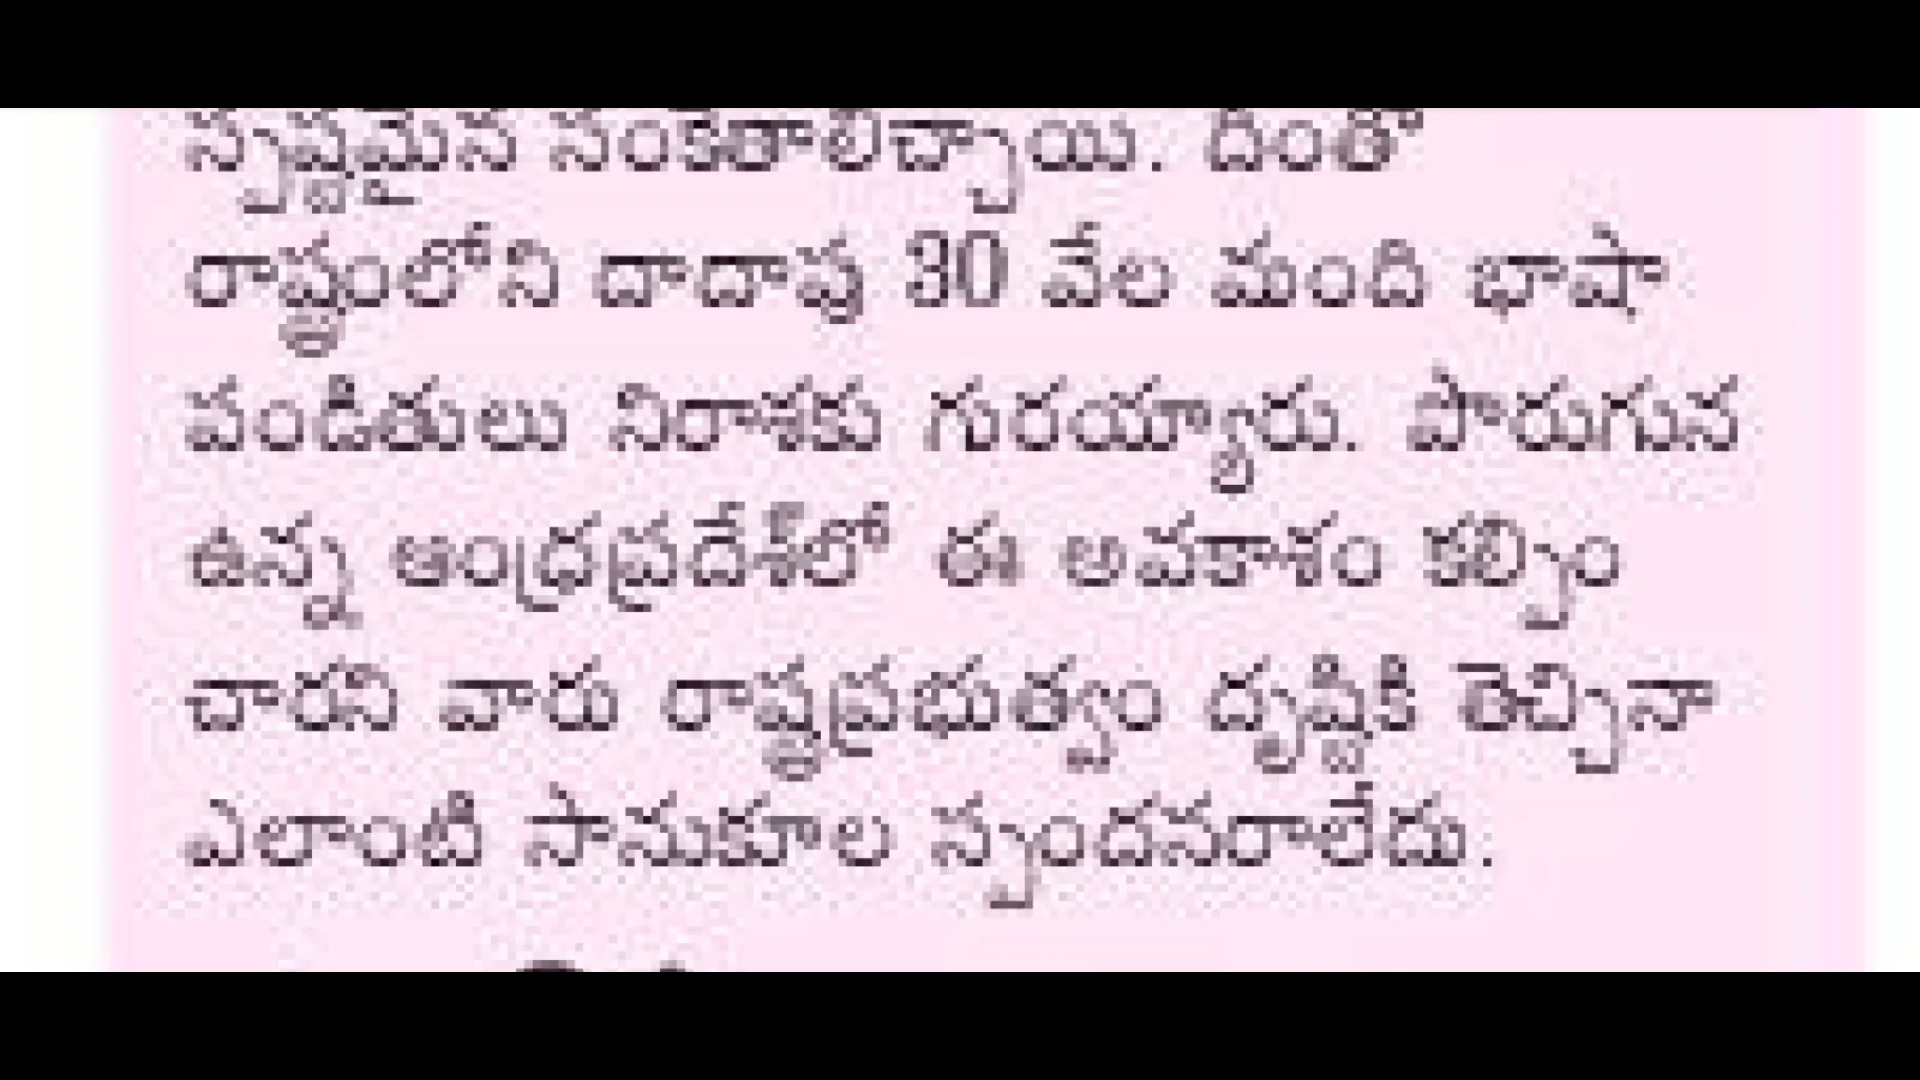 స్పష్టమైన సంకేతాలిచ్చాయి. దీంతో
రాష్ట్రంలోని దాదాపు 30 వేల మంది భాషా
పండితులు నిరాశకు గురయ్యారు. పొరుగున
ఉన్న ఆంధ్రప్రదేశ్‌లో ఈ అవకాశం కల్పిం
చారని వారు రాష్ట్రప్రభుత్వం దృష్టికి తెచ్చినా
ఎలాంటి సానుకూల స్పందనరాలేదు.